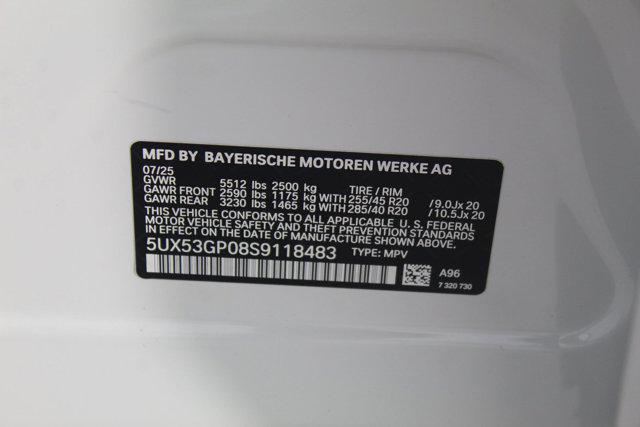 MFD BY BAYERISCHE MOTOREN WERKE AG
07/25
GVWR 5512 lbs 2500 kg TIRE / RIM
GAWR FRONT 2590 lbs 1175 kg WITH 255/45 R20 /9.0Jx 20
GAWR REAR 3230 lbs 1465 kg WITH 285/40 R20 /10.5Jx 20
THIS VEHICLE CONFORMS TO ALL APPLICABLE U. S. FEDERAL
MOTOR VEHICLE SAFETY AND THEFT PREVENTION STANDARDS
IN EFFECT ON THE DATE OF MANUFACTURE SHOWN ABOVE.
5UX53GP08S9118483 TYPE: MPV
A96
7 320 730